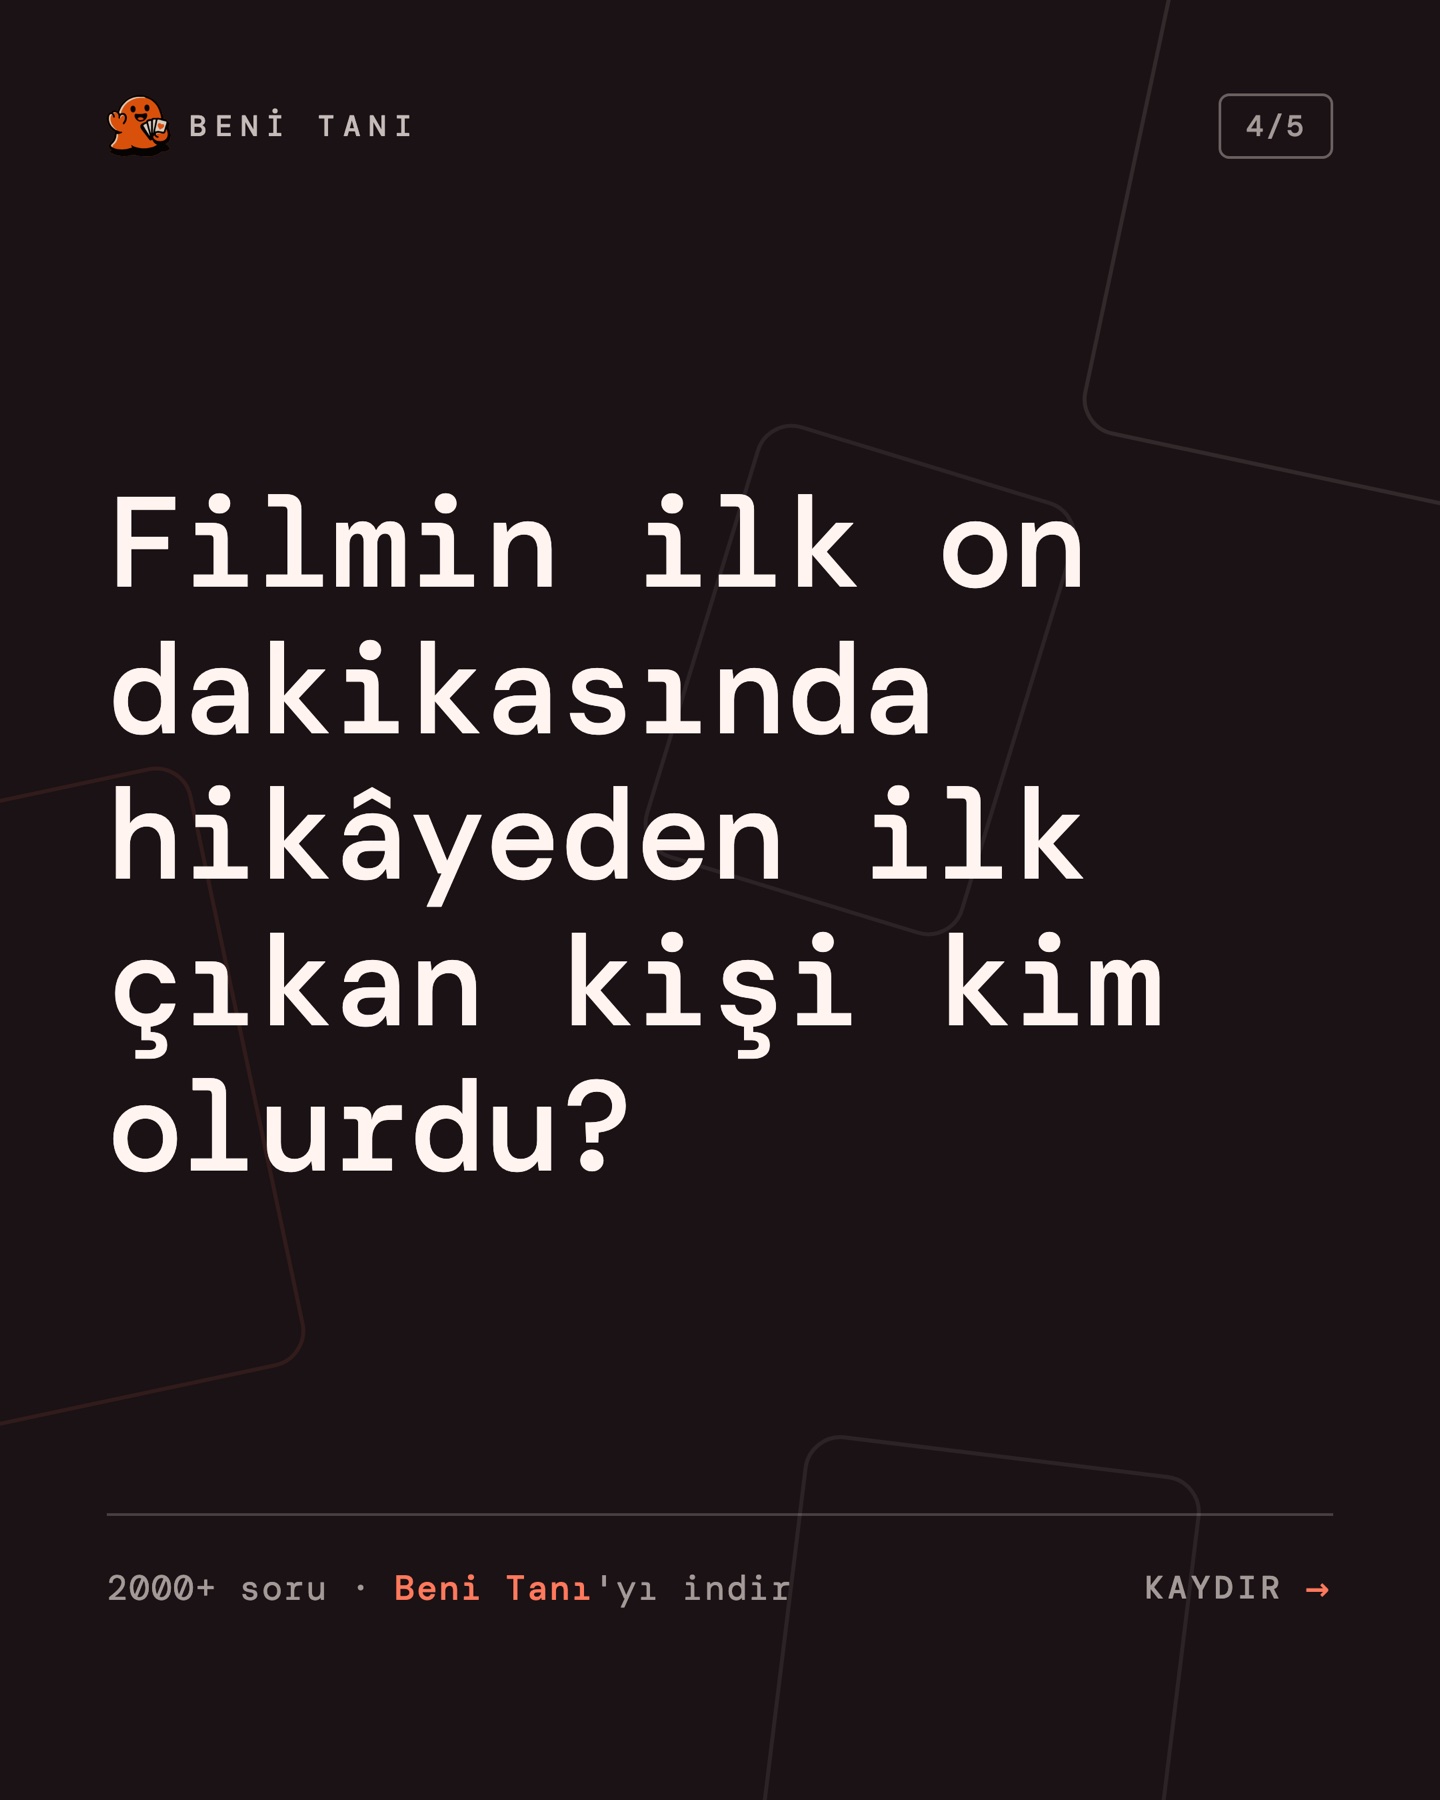 BENİ TANI
4/5
Filmin ilk on
dakikasında
hikâyeden ilk
çıkan kişi kim
olurdu?
2000+ soru · Beni Tanı'yı indir
KAYDIR →